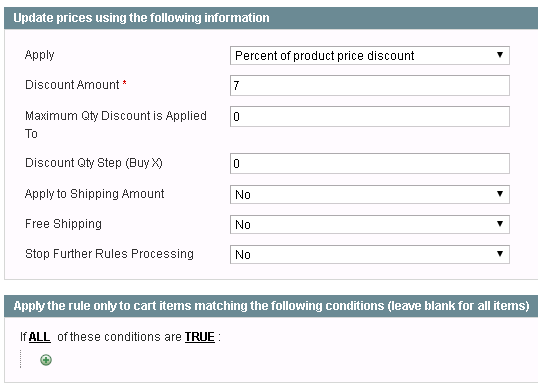 Update prices using the following information
Apply Percent of product price discount
Discount Amount * 7
Maximum Qty Discount is Applied 0
To
Discount Qty Step (Buy X) 0
Apply to Shipping Amount No
Free Shipping No
Stop Further Rules Processing No
Apply the rule only to cart items matching the following conditions (leave blank for all items)
If ALL of these conditions are TRUE :